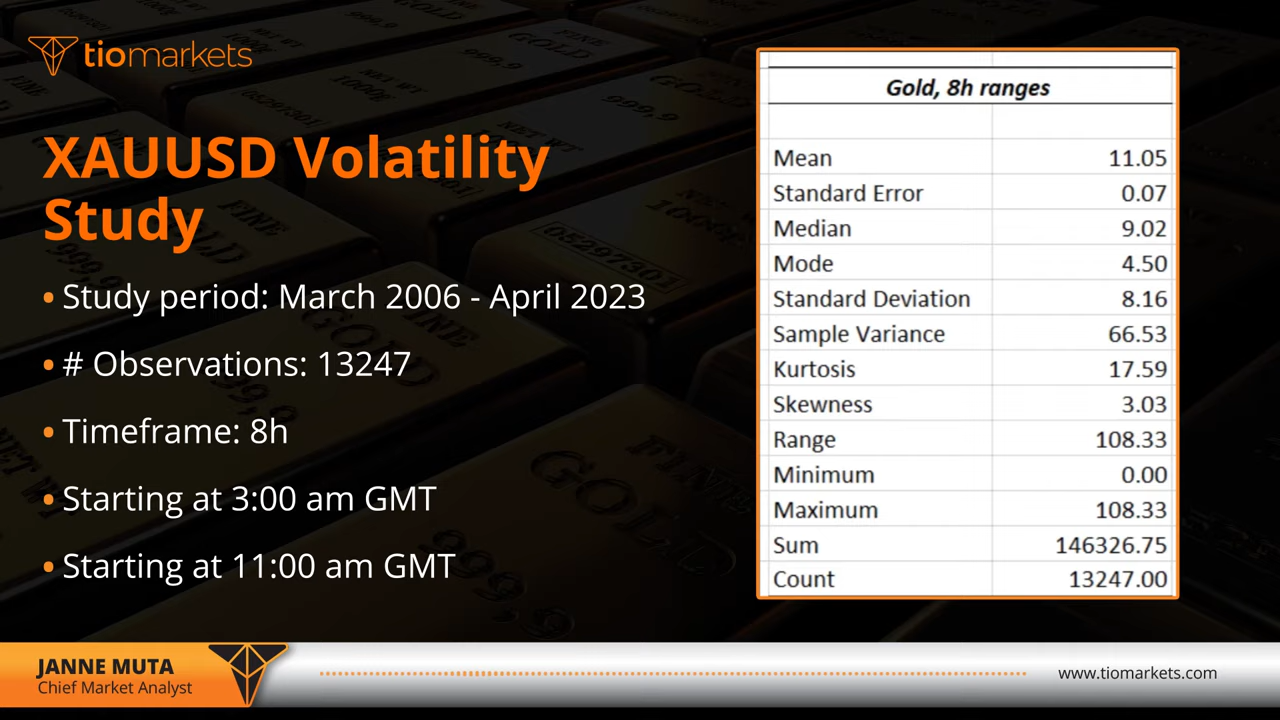 tiomarkets
XAUUSD Volatility
Study
• Study period: March 2006 - April 2023
• # Observations: 13247
• Timeframe: 8h
• Starting at 3:00 am GMT
• Starting at 11:00 am GMT
Gold, 8h ranges
Mean 11.05
Standard Error 0.07
Median 9.02
Mode 4.50
Standard Deviation 8.16
Sample Variance 66.53
Kurtosis 17.59
Skewness 3.03
Range 108.33
Minimum 0.00
Maximum 108.33
Sum 146326.75
Count 13247.00
JANNE MUTA
Chief Market Analyst
www.tiomarkets.com